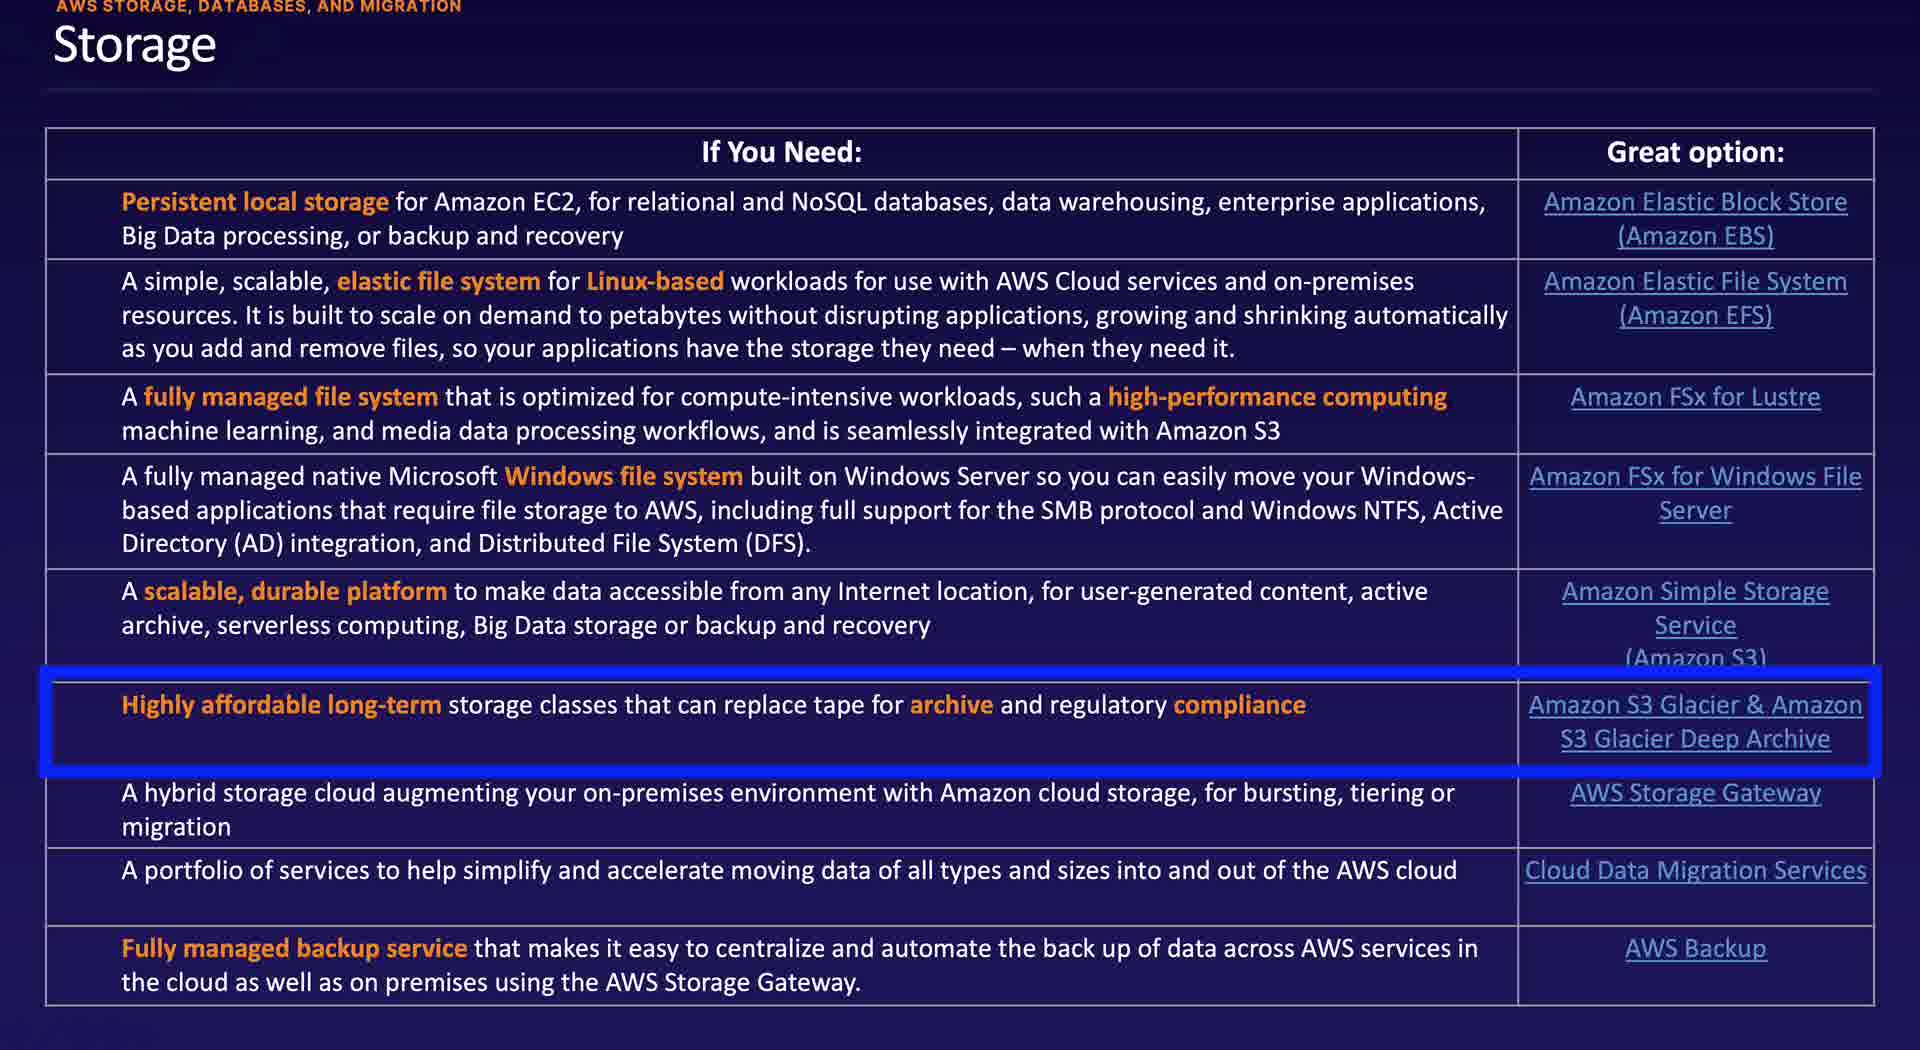 AWS STORAGE, DATABASES, AND MIGRATION
Storage
If You Need:
Great option:
Persistent local storage for Amazon EC2, for relational and NoSQL databases, data warehousing, enterprise applications,
Big Data processing, or backup and recovery
Amazon Elastic Block Store
(Amazon EBS)
A simple, scalable, elastic file system for Linux-based workloads for use with AWS Cloud services and on-premises
resources. It is built to scale on demand to petabytes without disrupting applications, growing and shrinking automatically
as you add and remove files, so your applications have the storage they need – when they need it.
Amazon Elastic File System
(Amazon EFS)
A fully managed file system that is optimized for compute-intensive workloads, such a high-performance computing
machine learning, and media data processing workflows, and is seamlessly integrated with Amazon S3
Amazon FSx for Lustre
A fully managed native Microsoft Windows file system built on Windows Server so you can easily move your Windows-
based applications that require file storage to AWS, including full support for the SMB protocol and Windows NTFS, Active
Directory (AD) integration, and Distributed File System (DFS).
Amazon FSx for Windows File
Server
A scalable, durable platform to make data accessible from any Internet location, for user-generated content, active
archive, serverless computing, Big Data storage or backup and recovery
Amazon Simple Storage
Service
(Amazon S3)
Highly affordable long-term storage classes that can replace tape for archive and regulatory compliance
Amazon S3 Glacier & Amazon
S3 Glacier Deep Archive
A hybrid storage cloud augmenting your on-premises environment with Amazon cloud storage, for bursting, tiering or
migration
AWS Storage Gateway
A portfolio of services to help simplify and accelerate moving data of all types and sizes into and out of the AWS cloud
Cloud Data Migration Services
Fully managed backup service that makes it easy to centralize and automate the back up of data across AWS services in
the cloud as well as on premises using the AWS Storage Gateway.
AWS Backup